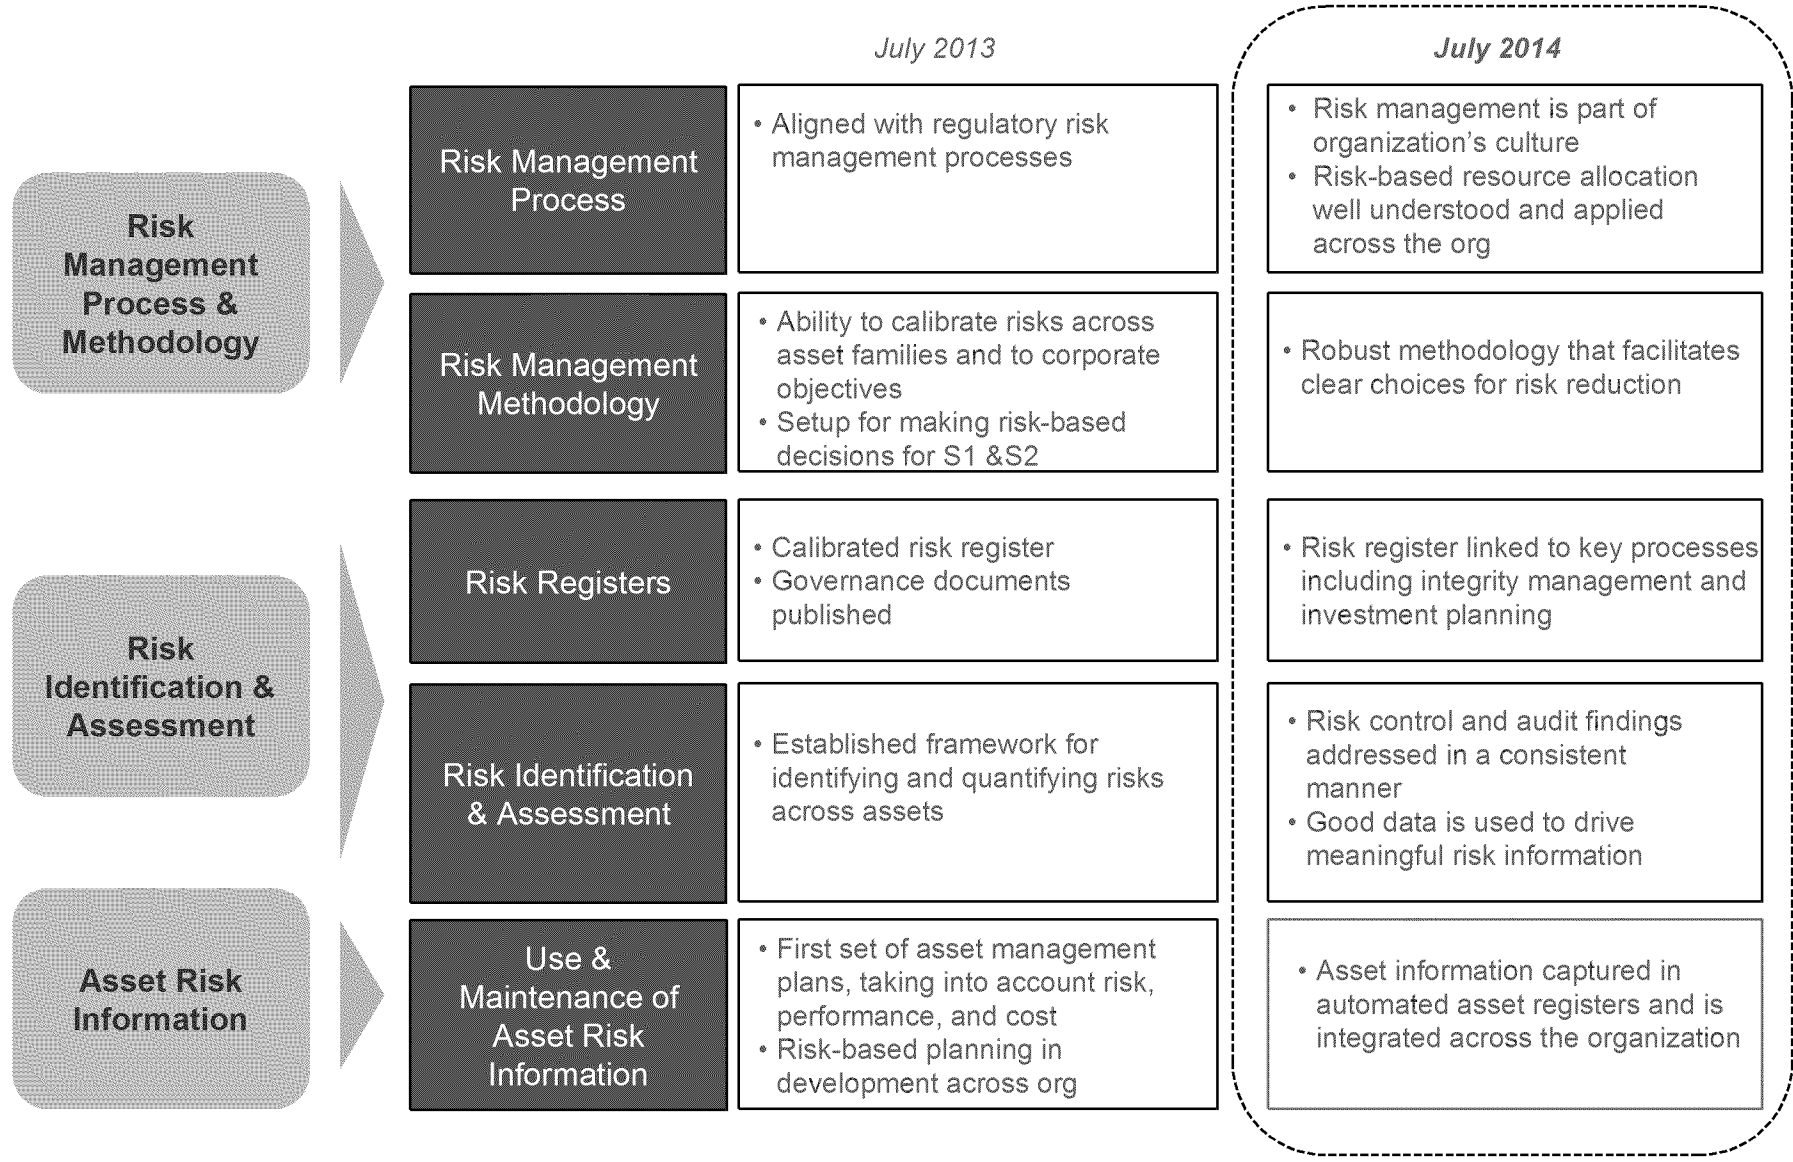 July 2013
July 2014
Risk
Management
Process &
Methodology
Risk Management
Process
• Aligned with regulatory risk
management processes
• Risk management is part of
organization’s culture
• Risk-based resource allocation
well understood and applied
across the org
Risk Management
Methodology
• Ability to calibrate risks across
asset families and to corporate
objectives
• Setup for making risk-based
decisions for S1 &S2
• Robust methodology that facilitates
clear choices for risk reduction
Risk
Identification &
Assessment
Risk Registers
• Calibrated risk register
• Governance documents
published
• Risk register linked to key processes
including integrity management and
investment planning
Risk Identification
& Assessment
• Established framework for
identifying and quantifying risks
across assets
• Risk control and audit findings
addressed in a consistent
manner
• Good data is used to drive
meaningful risk information
Asset Risk
Information
Use &
Maintenance of
Asset Risk
Information
• First set of asset management
plans, taking into account risk,
performance, and cost
• Risk-based planning in
development across org
• Asset information captured in
automated asset registers and is
integrated across the organization